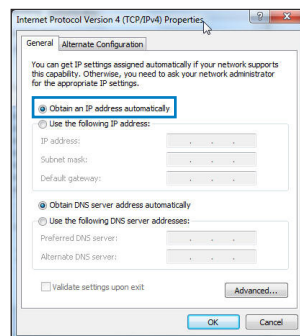 Internet Protocol Version 4 (TCP/IPv4) Properties
General
Alternate Configuration
You can get IP settings assigned automatically if your network supports
this capability. Otherwise, you need to ask your network administrator
for the appropriate IP settings.
Obtain an IP address automatically
Use the following IP address:
IP address:
Subnet mask:
Default gateway:
Obtain DNS server address automatically
Use the following DNS server addresses:
Preferred DNS server:
Alternate DNS server:
Validate settings upon exit
Advanced...
OK
Cancel